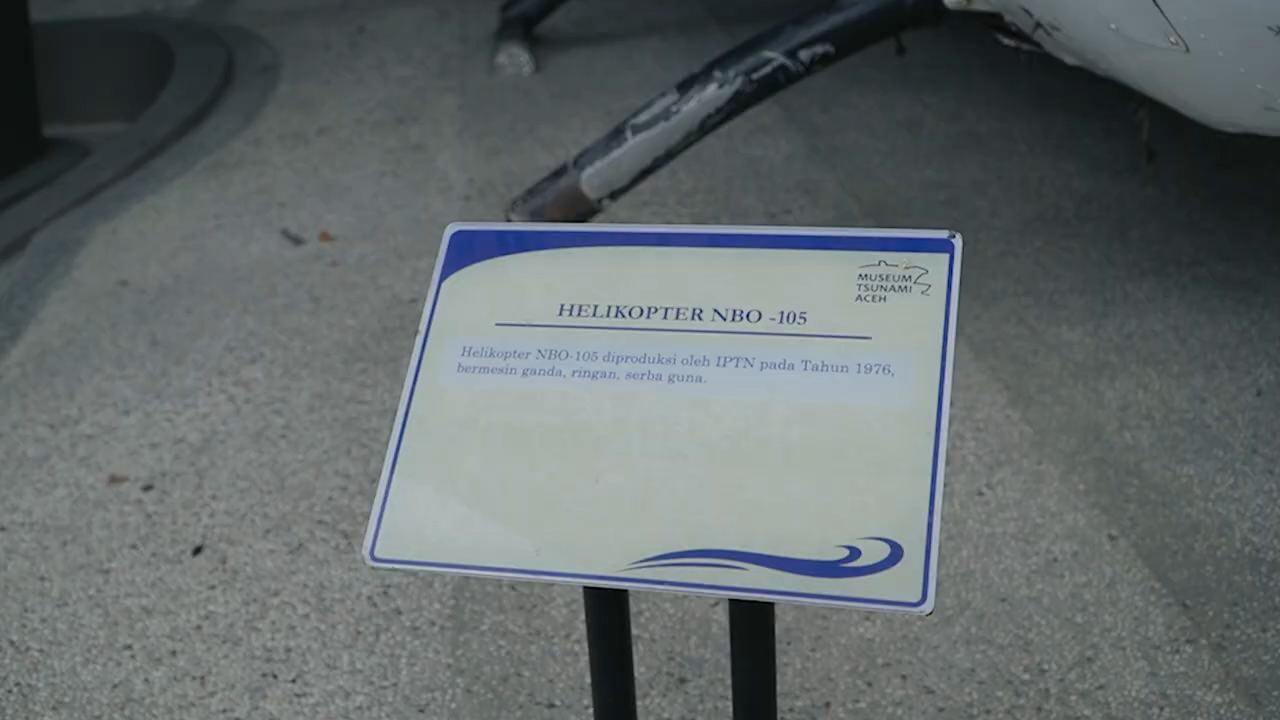 MUSEUM
TSUNAMI
ACEH
HELIKOPTER NBO -105
Helikopter NBO-105 diproduksi oleh IPTN pada Tahun 1976,
bermesin ganda, ringan, serba guna.